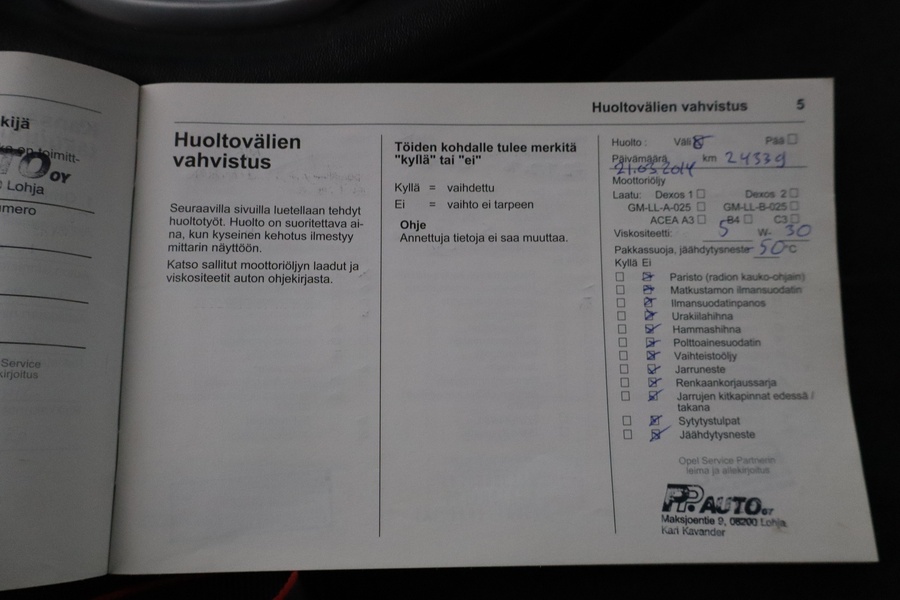 kijä
OY
Lohja
umero
Service
kirjoitus
Huoltovälien vahvistus 5
Huoltovälien
vahvistus
Seuraavilla sivuilla luetellaan tehdyt
huoltotyöt. Huolto on suoritettava ai-
na, kun kyseinen kehotus ilmestyy
mittarin näyttöön.
Katso sallitut moottoriöljyn laadut ja
viskositeetit auton ohjekirjasta.
Töiden kohdalle tulee merkitä
"kyllä" tai "ei"
Kyllä = vaihdettu
Ei = vaihto ei tarpeen
Ohje
Annettuja tietoja ei saa muuttaa.
Huolto: Väli Pää
Päivämäärä, km 24339
21.03.2014
Moottoriöljy
Laatu: Dexos 1 Dexos 2
GM-LL-A-025 GM-LL-B-025
ACEA A3 B4 C3
Viskositeetti: 5 W- 30
Pakkassuoja, jäähdytysneste -50 °C
Kyllä Ei
Paristo (radion kauko-ohjain)
Matkustamon ilmansuodatin
Ilmansuodatinpanos
Urakiilahihna
Hammashihna
Polttoainesuodatin
Vaihteistoöljy
Jarruneste
Renkaankorjaussarja
Jarrujen kitkapinnat edessä /
takana
Sytytystulpat
Jäähdytysneste
Opel Service Partnerin
leima ja allekirjoitus
PP AUTO OY
Maksjoentie 9, 08200 Lohja
Kari Kavander